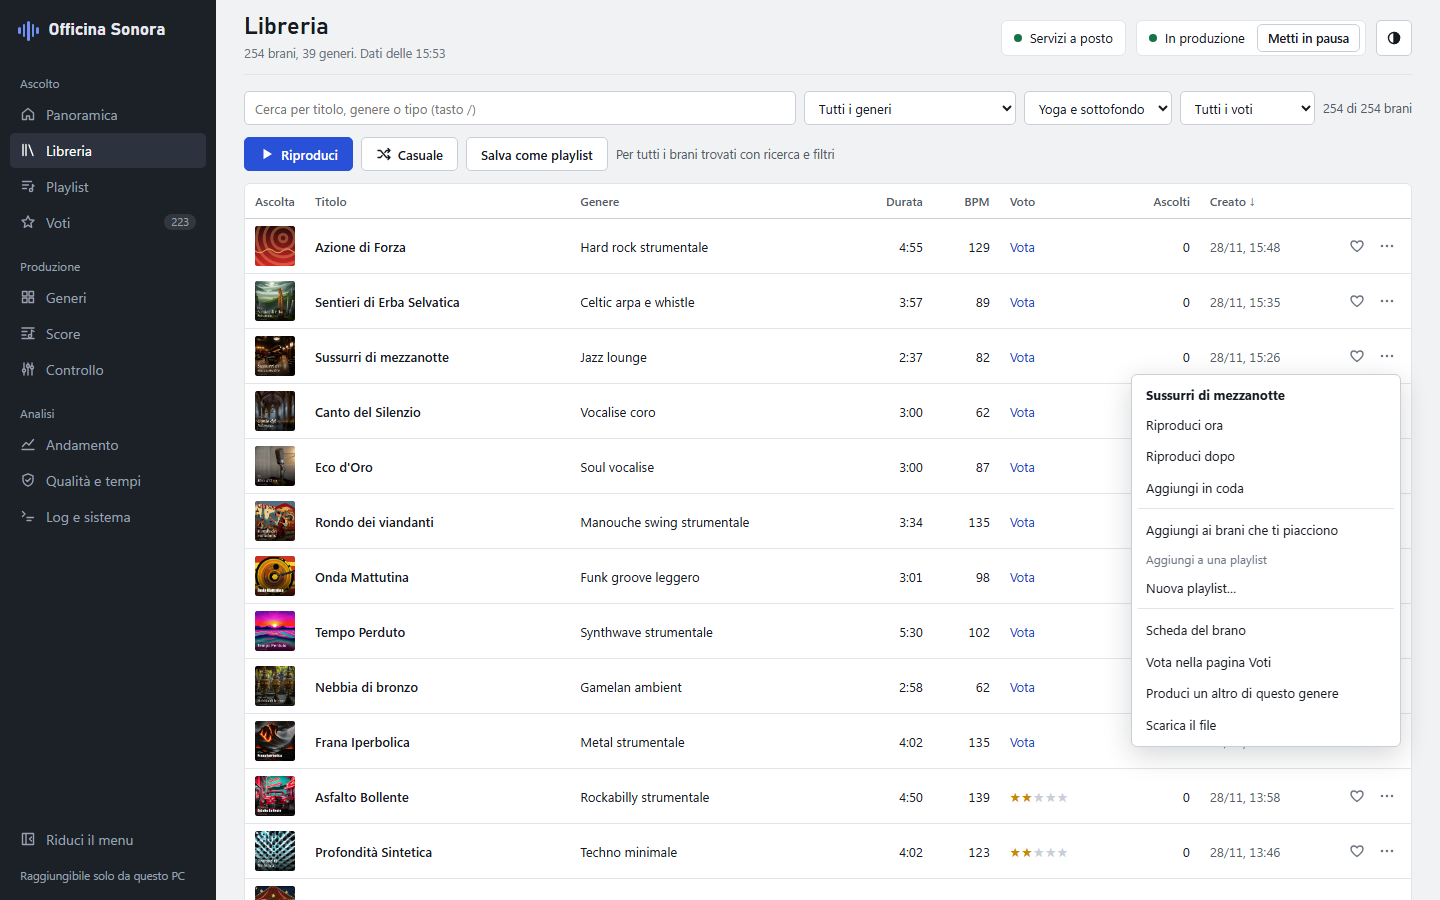 Officina Sonora
Ascolto
Panoramica
Libreria
Playlist
Voti 223
Produzione
Generi
Score
Controllo
Analisi
Andamento
Qualità e tempi
Log e sistema
Riduci il menu
Raggiungibile solo da questo PC
Libreria
254 brani, 39 generi. Dati delle 15:53
Servizi a posto
In produzione Metti in pausa
Cerca per titolo, genere o tipo (tasto /) Tutti i generi Yoga e sottofondo Tutti i voti 254 di 254 brani
Riproduci Casuale Salva come playlist Per tutti i brani trovati con ricerca e filtri
Ascolta Titolo Genere Durata BPM Voto Ascolti Creato ↓
Azione di Forza Hard rock strumentale 4:55 129 Vota 0 28/11, 15:48
Sentieri di Erba Selvatica Celtic arpa e whistle 3:57 89 Vota 0 28/11, 15:35
Sussurri di mezzanotte Jazz lounge 2:37 82 Vota 0 28/11, 15:26
Canto del Silenzio Vocalise coro 3:00 62 Vota
Eco d'Oro Soul vocalise 3:00 87 Vota
Rondo dei viandanti Manouche swing strumentale 3:34 135 Vota
Onda Mattutina Funk groove leggero 3:01 98 Vota
Tempo Perduto Synthwave strumentale 5:30 102 Vota
Nebbia di bronzo Gamelan ambient 2:58 62 Vota
Frana Iperbolica Metal strumentale 4:02 135 Vota
Asfalto Bollente Rockabilly strumentale 4:50 139 ★★★★★ 0 28/11, 13:58
Profondità Sintetica Techno minimale 4:02 123 ★★★★★ 0 28/11, 13:46
Sussurri di mezzanotte
Riproduci ora
Riproduci dopo
Aggiungi in coda
Aggiungi ai brani che ti piacciono
Aggiungi a una playlist
Nuova playlist...
Scheda del brano
Vota nella pagina Voti
Produci un altro di questo genere
Scarica il file